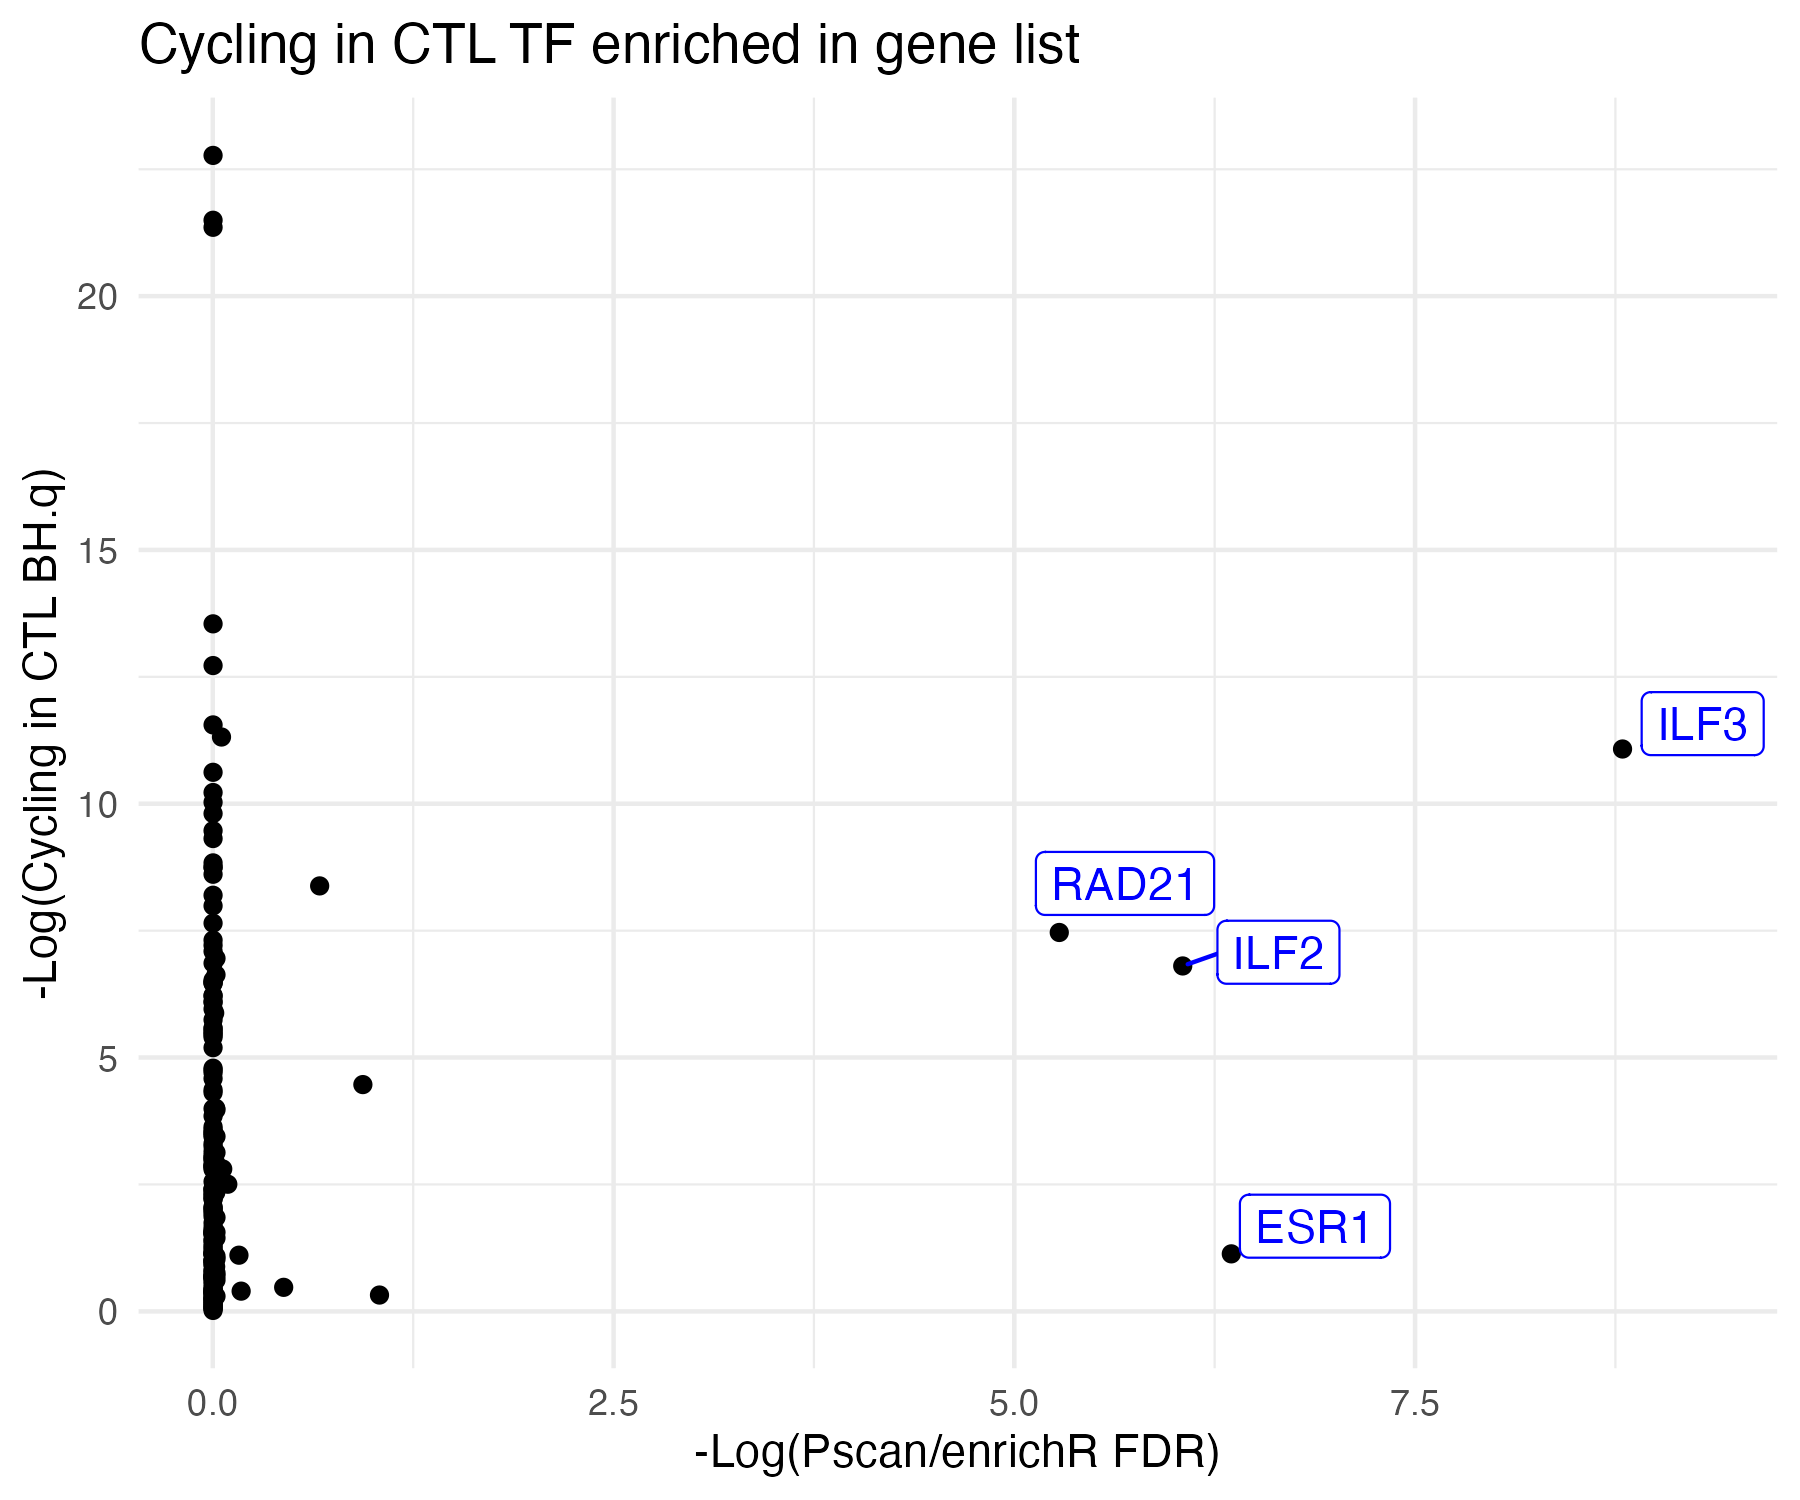 Cycling in CTL TF enriched in gene list
-Log(Cycling in CTL BH.q)
20
15
10
5
0
ILF3
RAD21
ILF2
ESR1
0.0 2.5 5.0 7.5
-Log(Pscan/enrichR FDR)